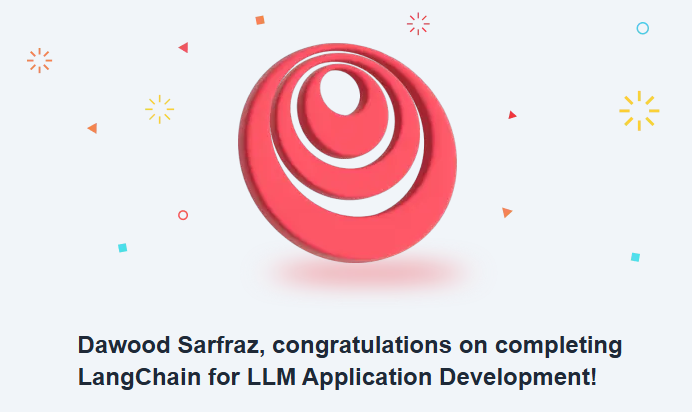 Dawood Sarfraz, congratulations on completing
LangChain for LLM Application Development!